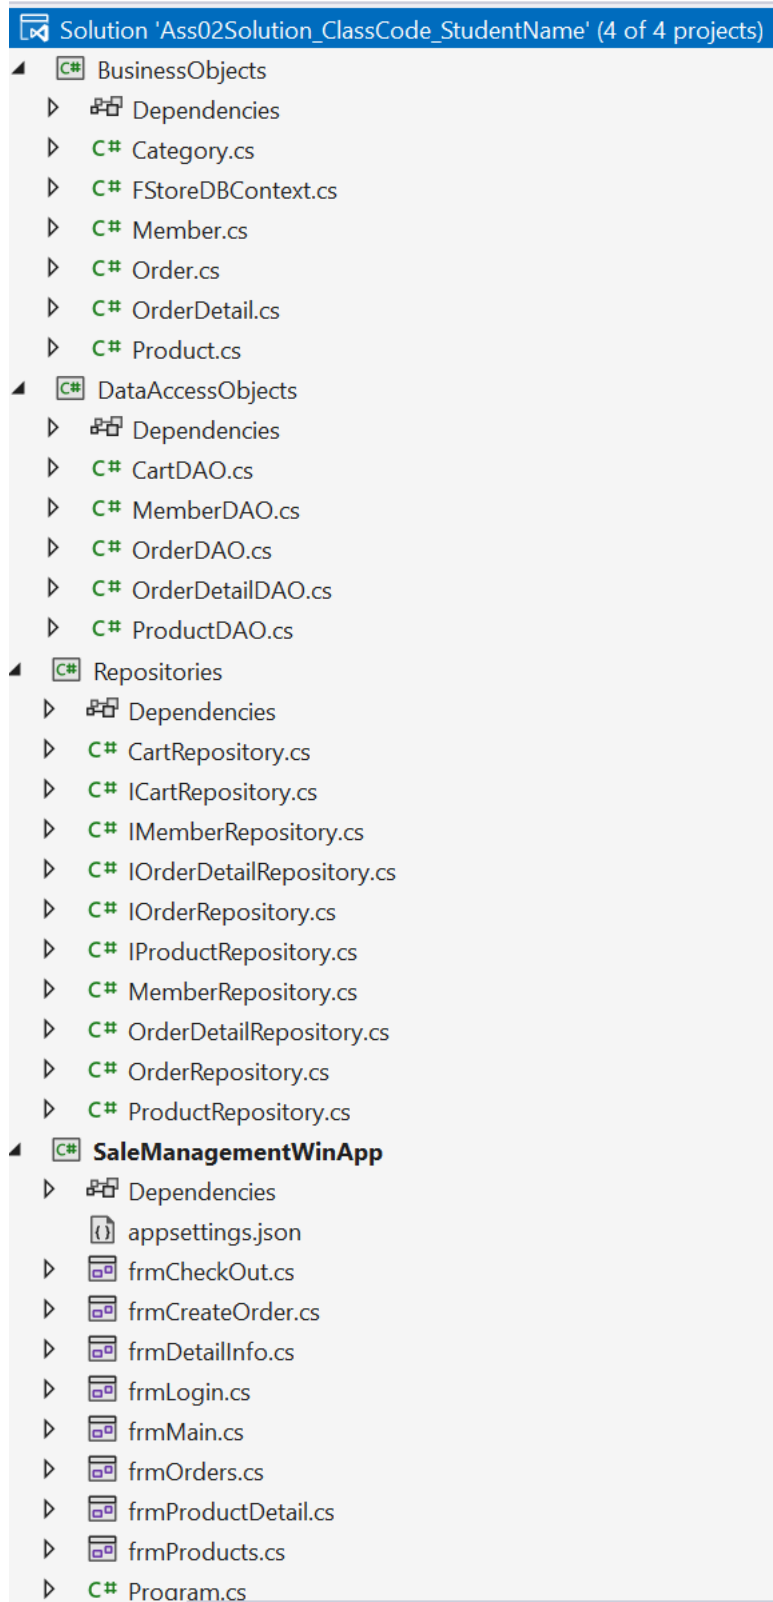 Solution 'Ass02Solution_ClassCode_StudentName' (4 of 4 projects)
C# BusinessObjects
Dependencies
C# Category.cs
C# FStoreDBContext.cs
C# Member.cs
C# Order.cs
C# OrderDetail.cs
C# Product.cs
C# DataAccessObjects
Dependencies
C# CartDAO.cs
C# MemberDAO.cs
C# OrderDAO.cs
C# OrderDetailDAO.cs
C# ProductDAO.cs
C# Repositories
Dependencies
C# CartRepository.cs
C# ICartRepository.cs
C# IMemberRepository.cs
C# IOrderDetailRepository.cs
C# IOrderRepository.cs
C# IProductRepository.cs
C# MemberRepository.cs
C# OrderDetailRepository.cs
C# OrderRepository.cs
C# ProductRepository.cs
C# SaleManagementWinApp
Dependencies
appsettings.json
frmCheckOut.cs
frmCreateOrder.cs
frmDetailInfo.cs
frmLogin.cs
frmMain.cs
frmOrders.cs
frmProductDetail.cs
frmProducts.cs
C# Program.cs